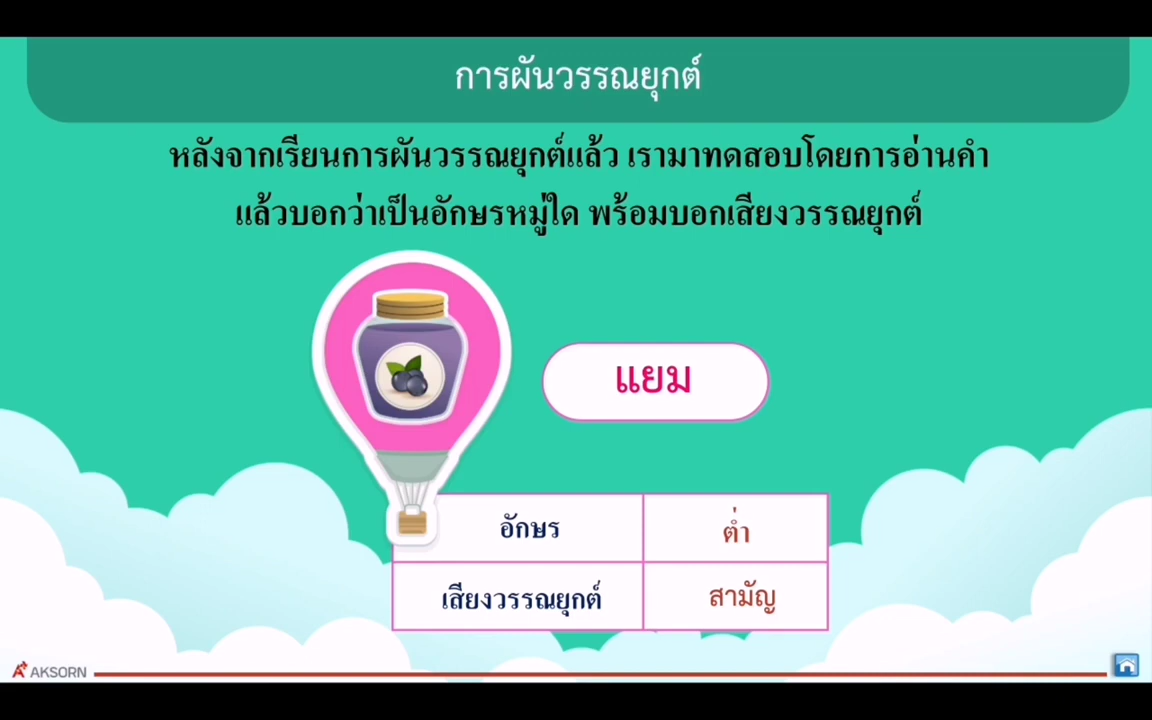 การผันวรรณยุกต์
หลังจากเรียนการผันวรรณยุกต์แล้ว เรามาทดสอบโดยการอ่านคำ
แล้วบอกว่าเป็นอักษรหมู่ใด พร้อมบอกเสียงวรรณยุกต์
แยม
อักษร ต่ำ
เสียงวรรณยุกต์ สามัญ
AKSORN